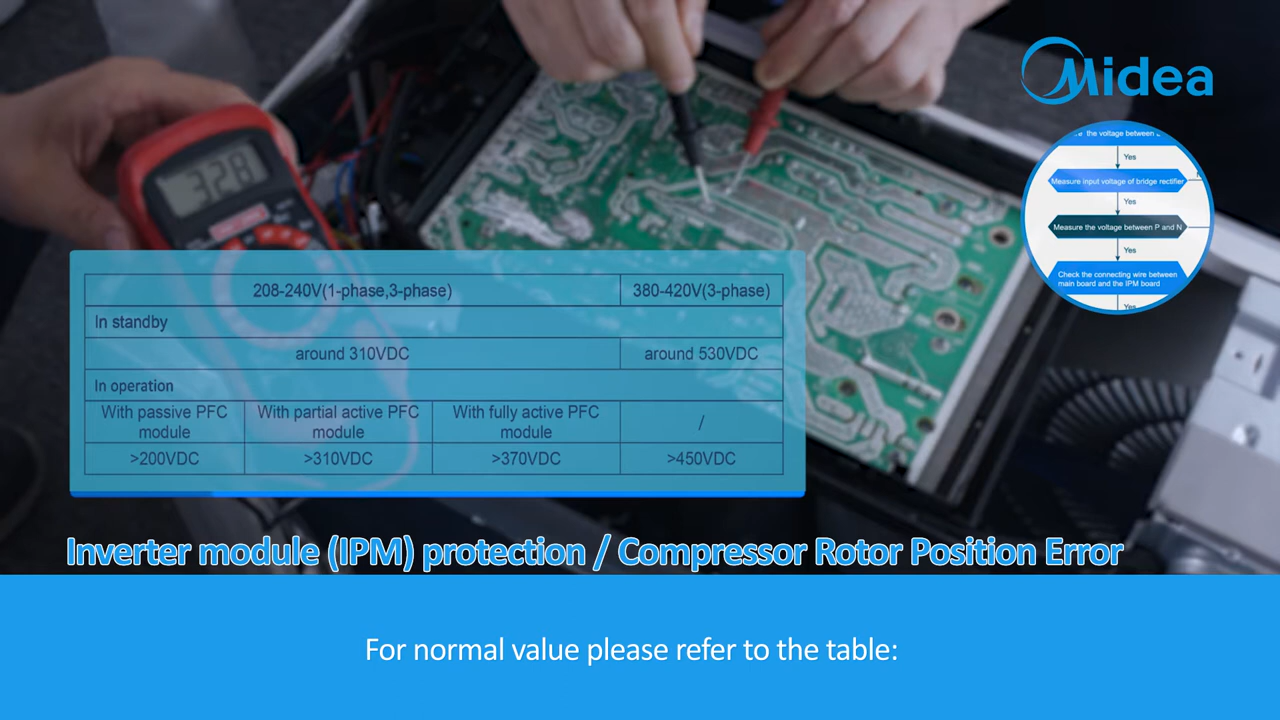 Midea
the voltage between
Yes
Measure input voltage of bridge rectifier
Yes
Measure the voltage between P and N
Yes
Check the connecting wire between
main board and the IPM board
Yes
328
208-240V(1-phase,3-phase) 380-420V(3-phase)
In standby
around 310VDC around 530VDC
In operation
With passive PFC module With partial active PFC module With fully active PFC module /
>200VDC >310VDC >370VDC >450VDC
Inverter module (IPM) protection / Compressor Rotor Position Error
For normal value please refer to the table: